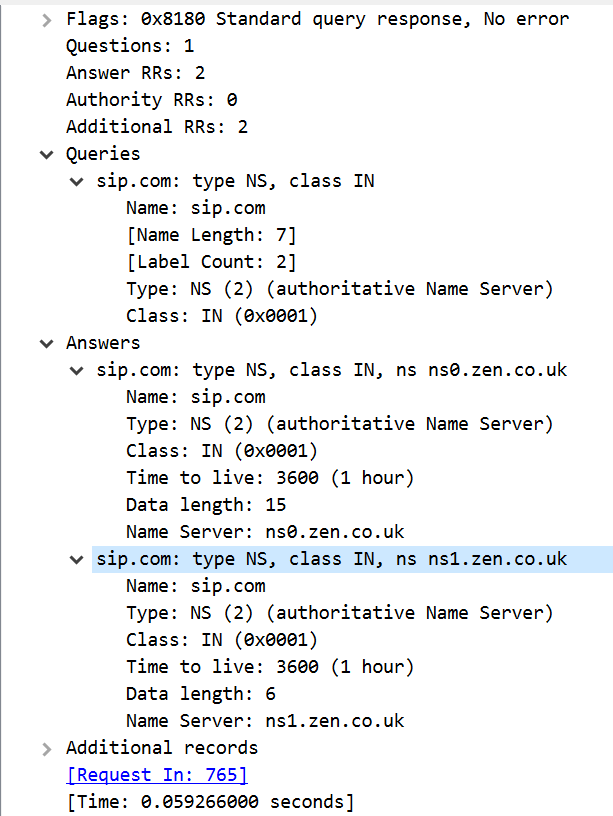 Flags: 0x8180 Standard query response, No error
Questions: 1
Answer RRs: 2
Authority RRs: 0
Additional RRs: 2
Queries
sip.com: type NS, class IN
Name: sip.com
[Name Length: 7]
[Label Count: 2]
Type: NS (2) (authoritative Name Server)
Class: IN (0x0001)
Answers
sip.com: type NS, class IN, ns ns0.zen.co.uk
Name: sip.com
Type: NS (2) (authoritative Name Server)
Class: IN (0x0001)
Time to live: 3600 (1 hour)
Data length: 15
Name Server: ns0.zen.co.uk
sip.com: type NS, class IN, ns ns1.zen.co.uk
Name: sip.com
Type: NS (2) (authoritative Name Server)
Class: IN (0x0001)
Time to live: 3600 (1 hour)
Data length: 6
Name Server: ns1.zen.co.uk
Additional records
[Request In: 765]
[Time: 0.059266000 seconds]